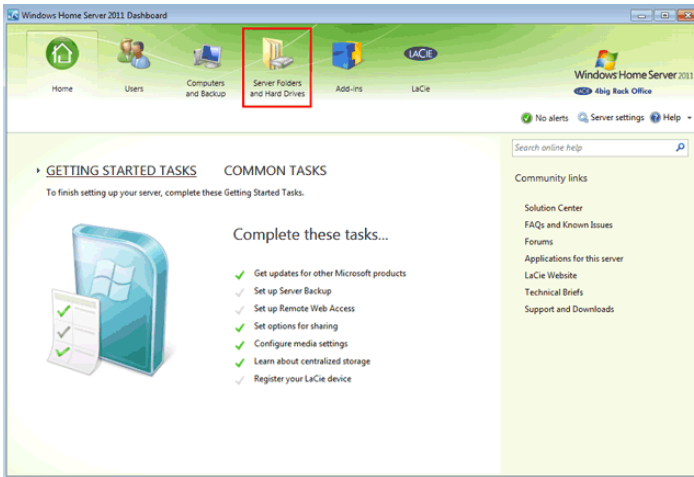 Windows Home Server 2011 Dashboard
Home
Users
Computers
and Backup
Server Folders
and Hard Drives
Add-ins
LACIE
LaCie
Windows Home Server 2011
LACIE 4big Rack Office
No alerts
Server settings
Help
GETTING STARTED TASKS
COMMON TASKS
To finish setting up your server, complete these Getting Started Tasks.
Complete these tasks...
Get updates for other Microsoft products
Set up Server Backup
Set up Remote Web Access
Set options for sharing
Configure media settings
Learn about centralized storage
Register your LaCie device
Search online help
Community links
Solution Center
FAQs and Known Issues
Forums
Applications for this server
LaCie Website
Technical Briefs
Support and Downloads